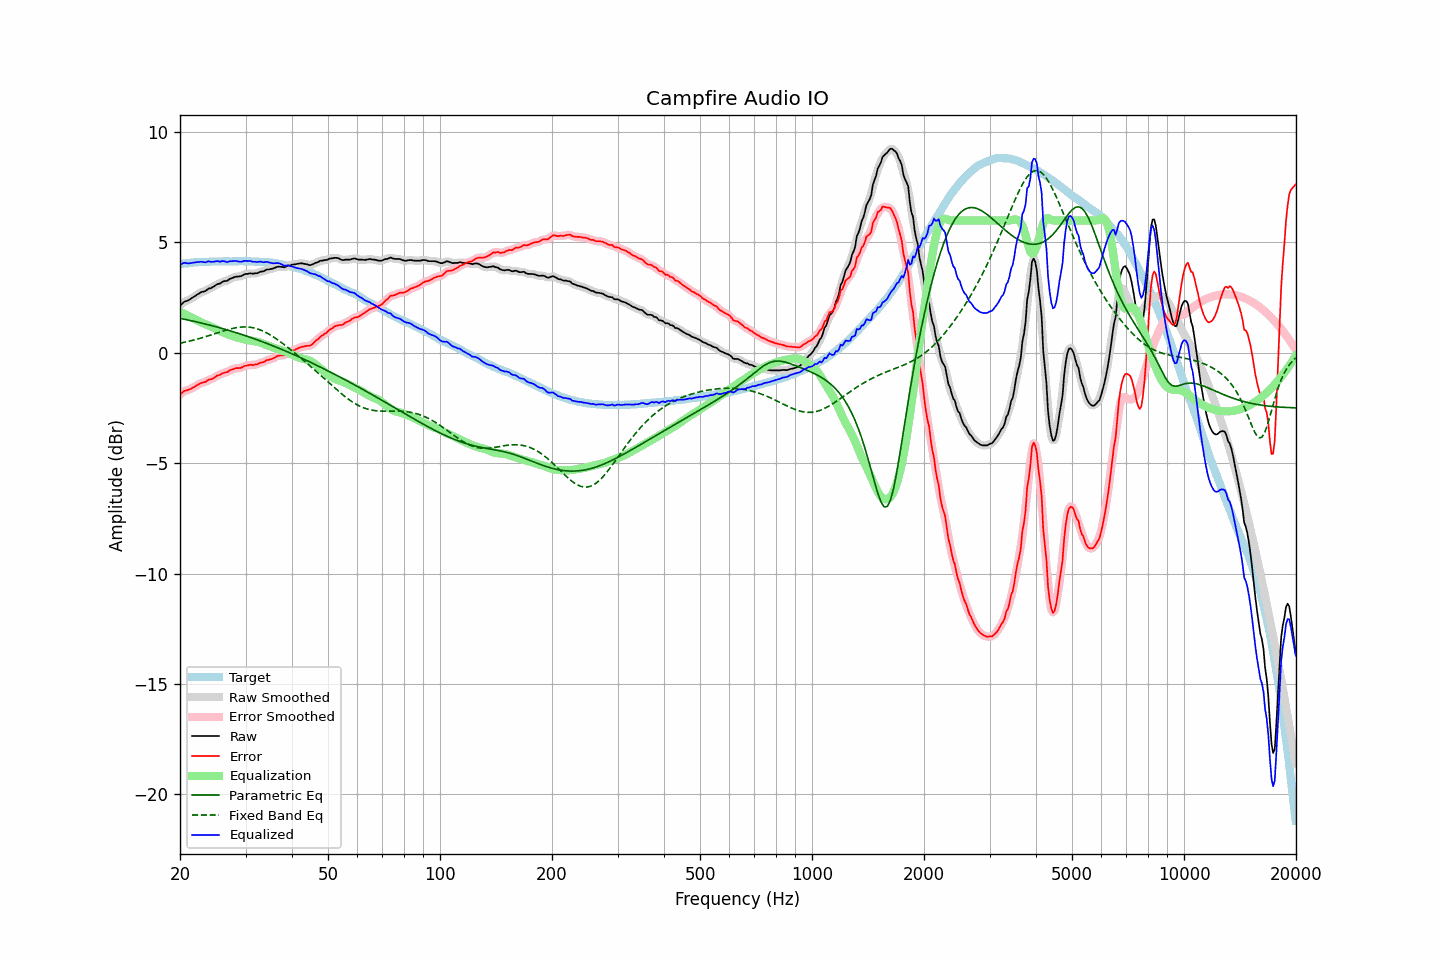 Campfire Audio IO
Amplitude (dBr)
10
5
0
−5
−10
−15
−20
Target
Raw Smoothed
Error Smoothed
Raw
Error
Equalization
Parametric Eq
Fixed Band Eq
Equalized
20 50 100 200 500 1000 2000 5000 10000 20000
Frequency (Hz)